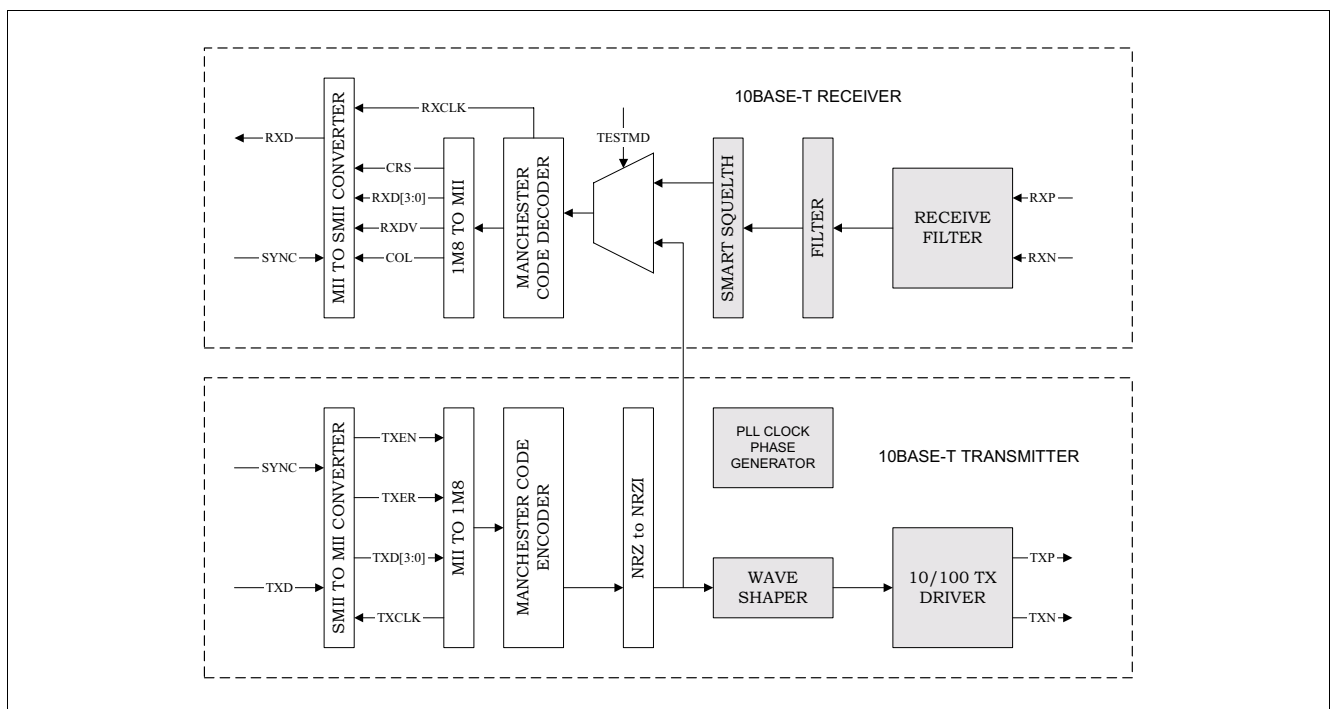 10BASE-T RECEIVER
RXD
SYNC
MII TO SMII CONVERTER
RXCLK
CRS
RXD[3:0]
RXDV
COL
1M8 TO MII
MANCHESTER
CODE DECODER
TESTMD
SMART SQUELTH
FILTER
RECEIVE
FILTER
RXP
RXN
10BASE-T TRANSMITTER
SYNC
TXD
SMII TO MII CONVERTER
TXEN
TXER
TXD[3:0]
TXCLK
MII TO 1M8
MANCHESTER CODE
ENCODER
NRZ to NRZI
PLL CLOCK
PHASE
GENERATOR
WAVE
SHAPER
10/100 TX
DRIVER
TXP
TXN